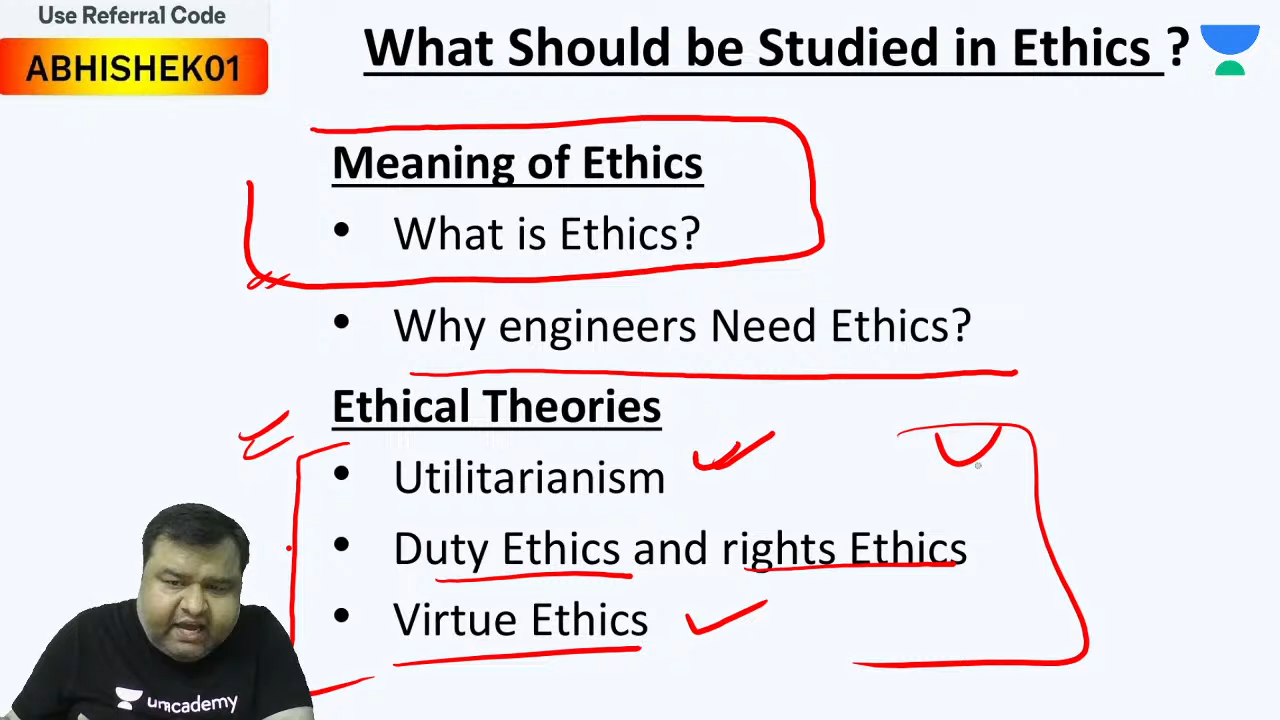 Use Referral Code
ABHISHEK01
What Should be Studied in Ethics ?
Meaning of Ethics
• What is Ethics?
• Why engineers Need Ethics?
Ethical Theories
• Utilitarianism
• Duty Ethics and rights Ethics
• Virtue Ethics
unacademy